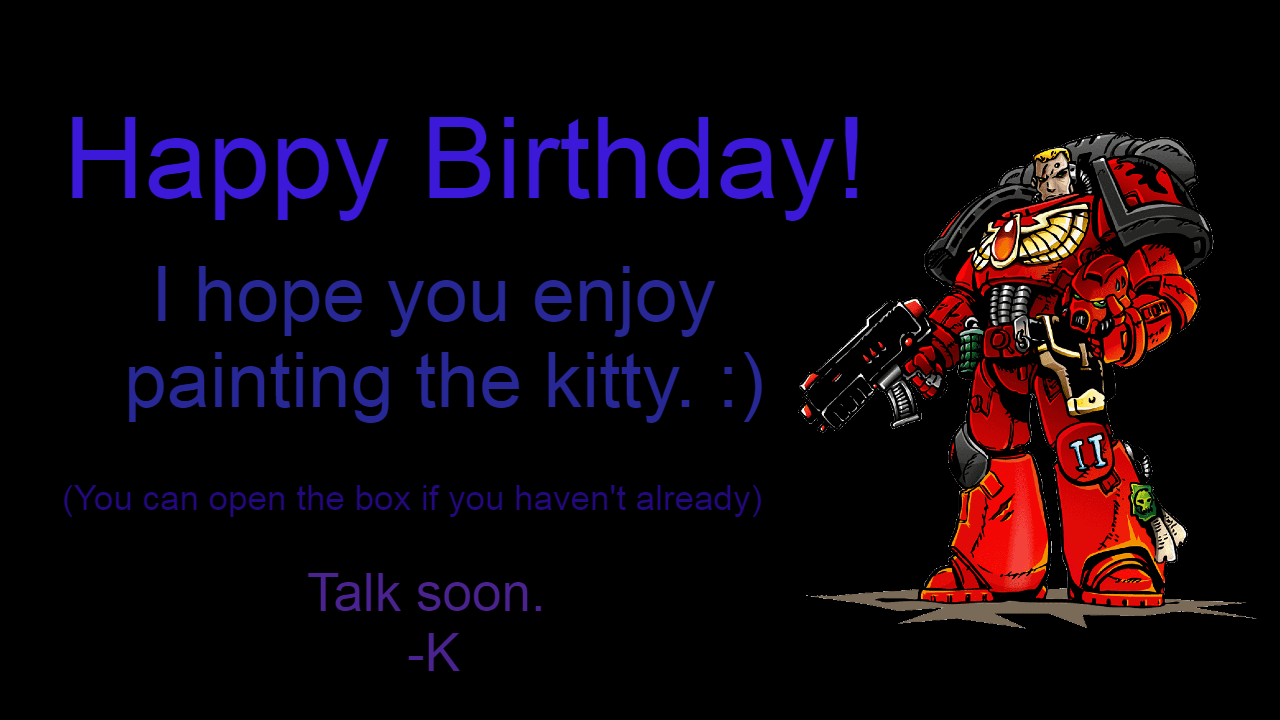 Happy Birthday!
I hope you enjoy
painting the kitty. :)
(You can open the box if you haven't already)
Talk soon.
-K
II